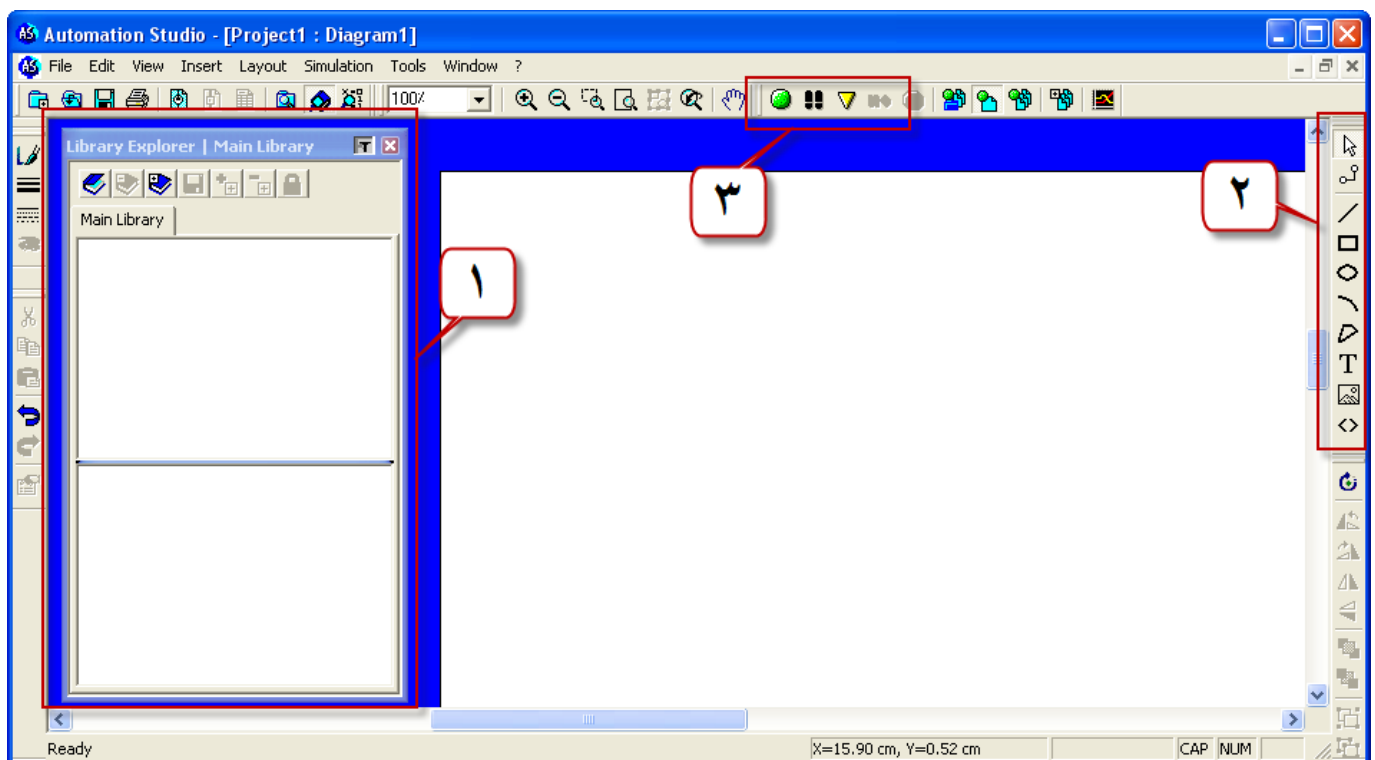 Automation Studio - [Project1 : Diagram1]
File Edit View Insert Layout Simulation Tools Window ?
100%
Library Explorer | Main Library
Main Library
۳
۲
۱
T
Ready
X=15.90 cm, Y=0.52 cm
CAP NUM